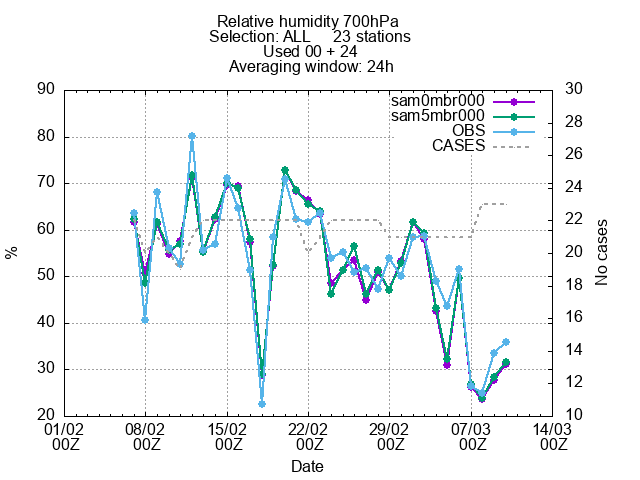 Relative humidity 700hPa
Selection: ALL 23 stations
Used 00 + 24
Averaging window: 24h
sam0mbr000
sam5mbr000
OBS
CASES
90
80
70
60
50
40
30
20
%
30
28
26
24
22
20
18
16
14
12
10
No cases
01/02 08/02 15/02 22/02 29/02 07/03 14/03
00Z 00Z 00Z 00Z 00Z 00Z 00Z
Date